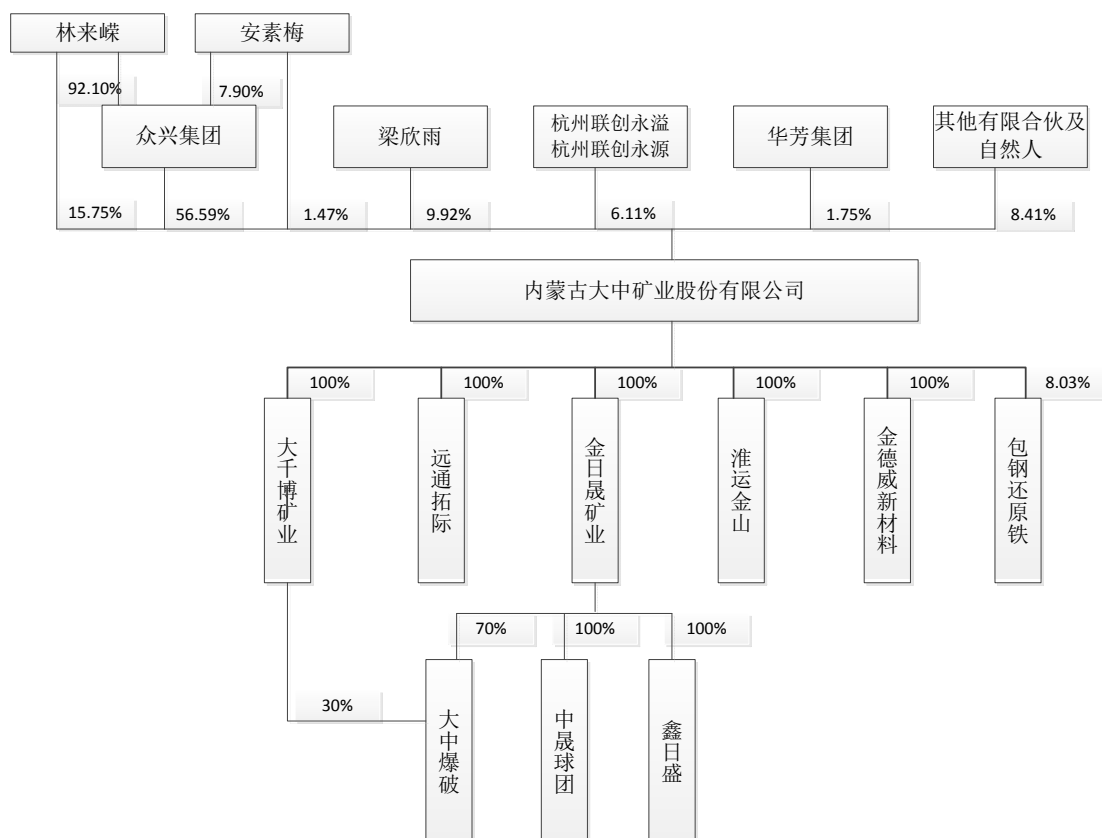 林来嵘
安素梅
92.10%
7.90%
众兴集团
梁欣雨
杭州联创永溢
杭州联创永源
华芳集团
其他有限合伙及
自然人
15.75%
56.59%
1.47%
9.92%
6.11%
1.75%
8.41%
内蒙古大中矿业股份有限公司
100%
100%
100%
100%
100%
8.03%
大千博矿业
远通拓际
金日晟矿业
淮运金山
金德威新材料
包钢还原铁
70%
100%
100%
30%
大中爆破
中晟球团
鑫日盛